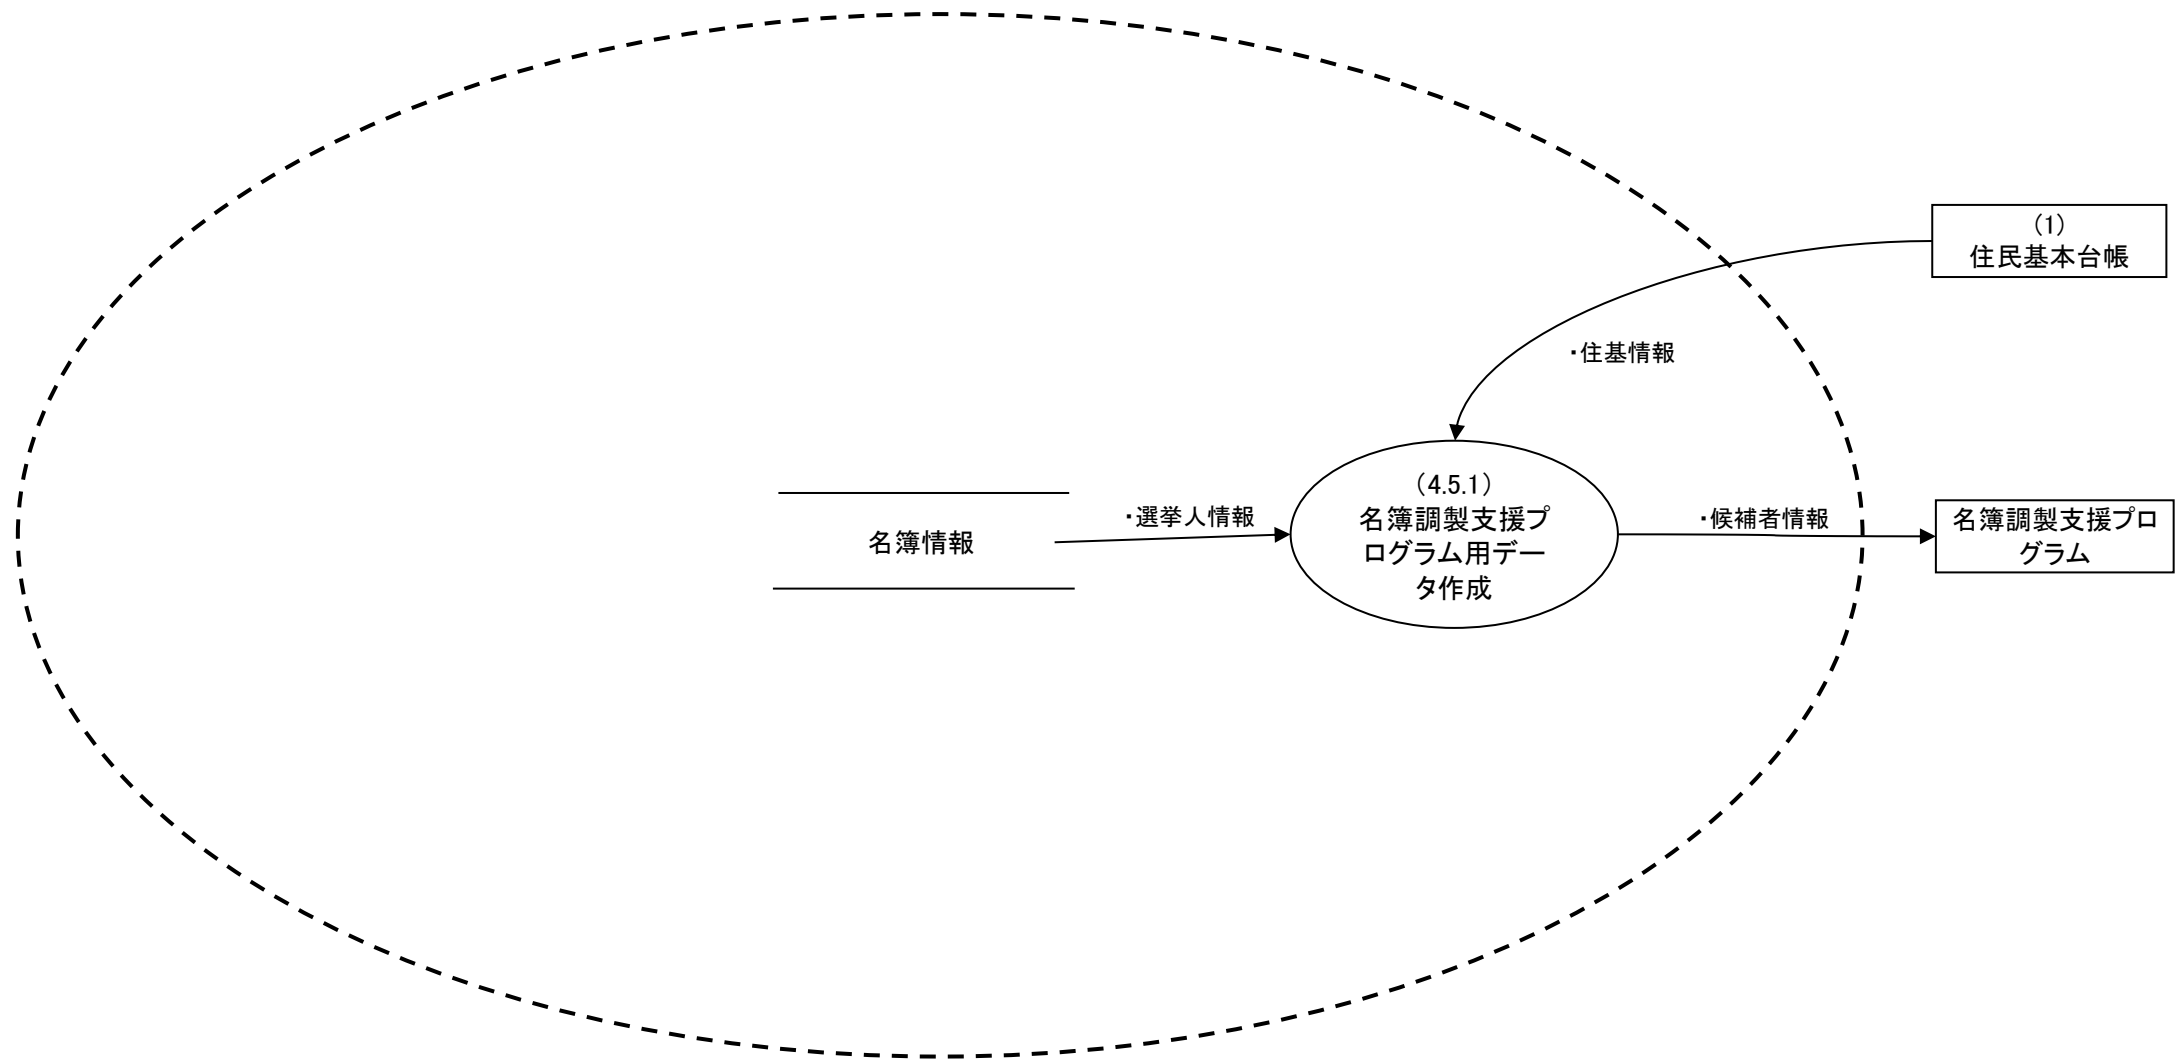 （1）
住民基本台帳
・住基情報
名簿情報
・選挙人情報
（4.5.1）
名簿調製支援プ
ログラム用デー
タ作成
・候補者情報
名簿調製支援プロ
グラム